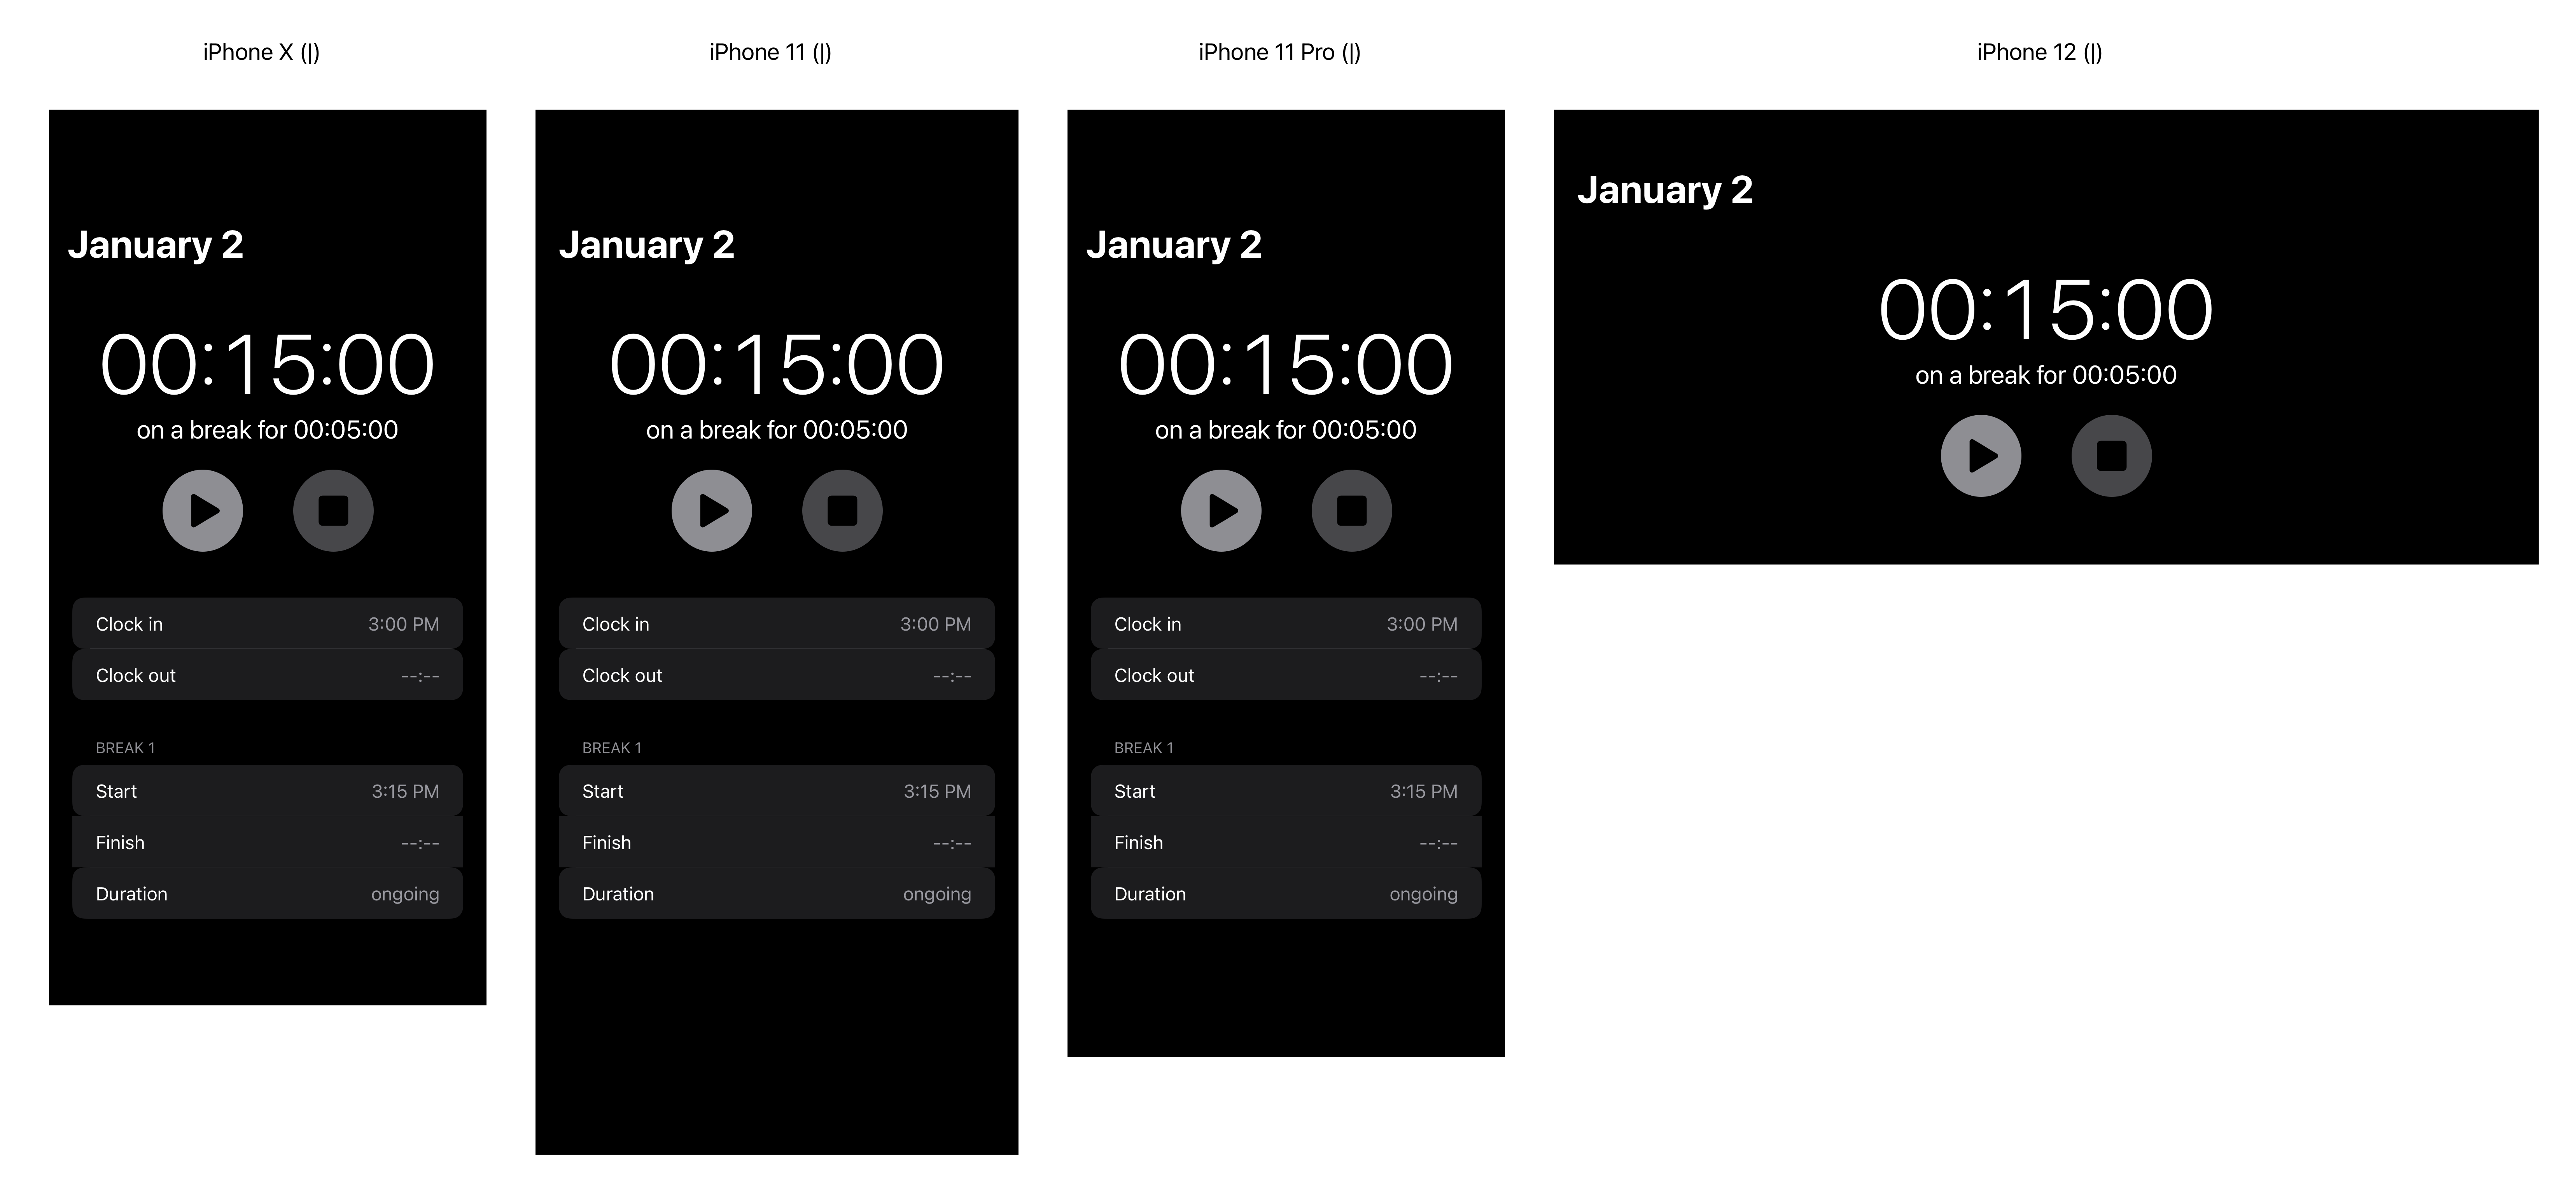 iPhone X (|)
January 2
00:15:00
on a break for 00:05:00
Clock in 3:00 PM
Clock out --:--
BREAK 1
Start 3:15 PM
Finish --:--
Duration ongoing
iPhone 11 (|)
January 2
00:15:00
on a break for 00:05:00
Clock in 3:00 PM
Clock out --:--
BREAK 1
Start 3:15 PM
Finish --:--
Duration ongoing
iPhone 11 Pro (|)
January 2
00:15:00
on a break for 00:05:00
Clock in 3:00 PM
Clock out --:--
BREAK 1
Start 3:15 PM
Finish --:--
Duration ongoing
iPhone 12 (|)
January 2
00:15:00
on a break for 00:05:00